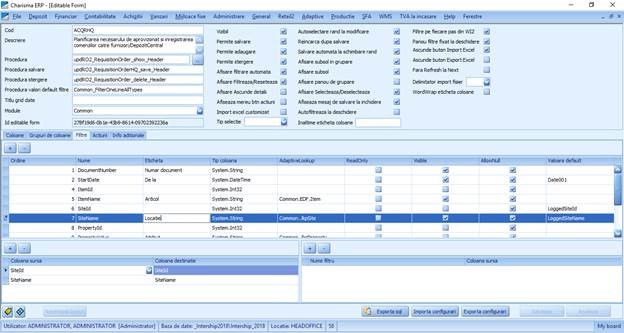 Charisma ERP - [Editable Form]
File Depozit Financiar Contabilitate Achizitii Vanzari Mijloace fixe Administrare General Retail2 Adaptive Productie SFA WMS TVA la incasare Help Ferestre
Cod ACQRHQ
Descriere Planificarea necesarului de aprovizionat si inregistrarea comenzilor catre furnizori/DepozitCentral
Procedura updRO2_RequisitionOrder_show_Header
Procedura salvare updRO2_RequisitionOrderHQ_save_Header
Procedura stergere updRO2_RequisitionOrder_delete_Header
Procedura valori default filtre Common_FilterOneLineAllTypes
Titlu grid date
Module Common
Id editable form
Vizibil
Permite salvare
Permite adaugare
Permite stergere
Afisare filtrare automata
Afisare Filtreaza/Reseteaza
Afisare Ascunde detalii
Afiseaza meniu btn actiuni
Import excel customizat
Tip selectie
Autoselectare rand la modificare
Reincarca dupa salvare
Salvare automata la schimbare rand
Afisare subsol in grupare
Afisare subsol
Afisare panou de grupare
Afisare Selecteaza/Deselecteaza
Afiseaza mesaj de salvare la inchidere
Autofiltreaza la deschidere
Inaltime eticheta coloane
Filtre pe fiecare pas din WIZ
Panou filtre fixat la deschidere
Ascunde buton Import Excel
Ascunde buton Export Excel
Fara Refresh la Next
Delimitator import fisier
WordWrap eticheta coloane
Coloane Grupuri de coloane Filtre Actiuni Info aditionale
Ordine Nume Eticheta Tip coloana AdaptiveLookup ReadOnly Visible AllowNull Valoare default
1 DocumentNumber Numar document System.String
2 StartDate De la System.DateTime Date001
4 ItemId System.Int32
5 ItemName Articol System.String Common.EDF.Item
6 SiteId System.Int32 LoggedSiteId
7 SiteName Locatie System.String Common..lkpSite LoggedSiteName
8 PropertyId System.Int32
Coloana sursa Coloana destinatie Nume filtru Coloana sursa
SiteId SiteId
SiteName SiteName
Exporta sql Importa configurari Exporta configurari
Utilizator: ADMINISTRATOR, ADMINISTRATOR [Administrator] Baza de date: _Intership2018\Intership_2018 Locatie: HEADOFFICE 58 My board